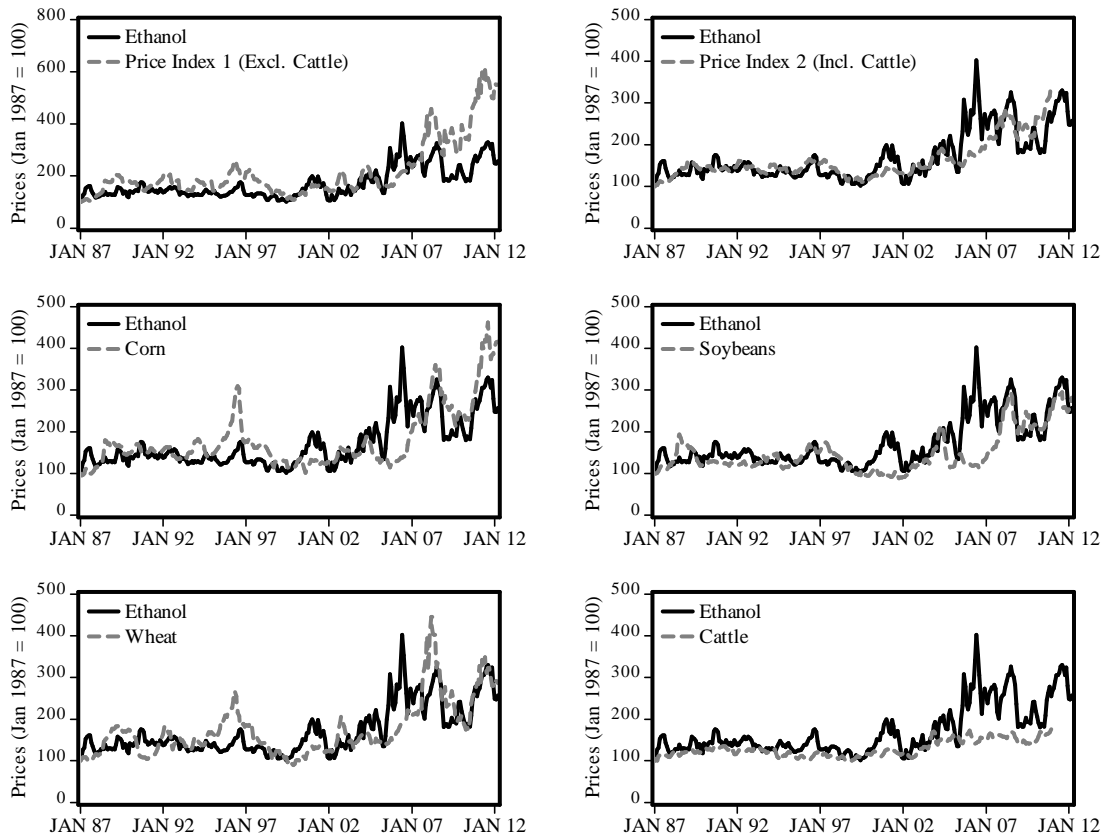 800
600
400
200
0
Prices (Jan 1987 = 100)
Ethanol
Price Index 1 (Excl. Cattle)
JAN 87 JAN 92 JAN 97 JAN 02 JAN 07 JAN 12
500
400
300
200
100
0
Prices (Jan 1987 = 100)
Ethanol
Price Index 2 (Incl. Cattle)
JAN 87 JAN 92 JAN 97 JAN 02 JAN 07 JAN 12
500
400
300
200
100
0
Prices (Jan 1987 = 100)
Ethanol
Corn
JAN 87 JAN 92 JAN 97 JAN 02 JAN 07 JAN 12
500
400
300
200
100
0
Prices (Jan 1987 = 100)
Ethanol
Soybeans
JAN 87 JAN 92 JAN 97 JAN 02 JAN 07 JAN 12
500
400
300
200
100
0
Prices (Jan 1987 = 100)
Ethanol
Wheat
JAN 87 JAN 92 JAN 97 JAN 02 JAN 07 JAN 12
500
400
300
200
100
0
Prices (Jan 1987 = 100)
Ethanol
Cattle
JAN 87 JAN 92 JAN 97 JAN 02 JAN 07 JAN 12